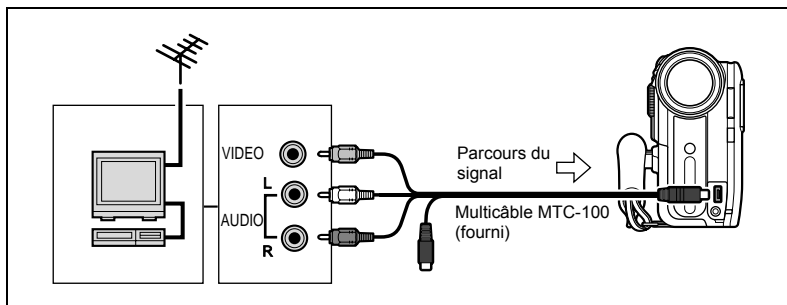 VIDEO
L
AUDIO
R
Parcours du
signal
Multicâble MTC-100
(fourni)